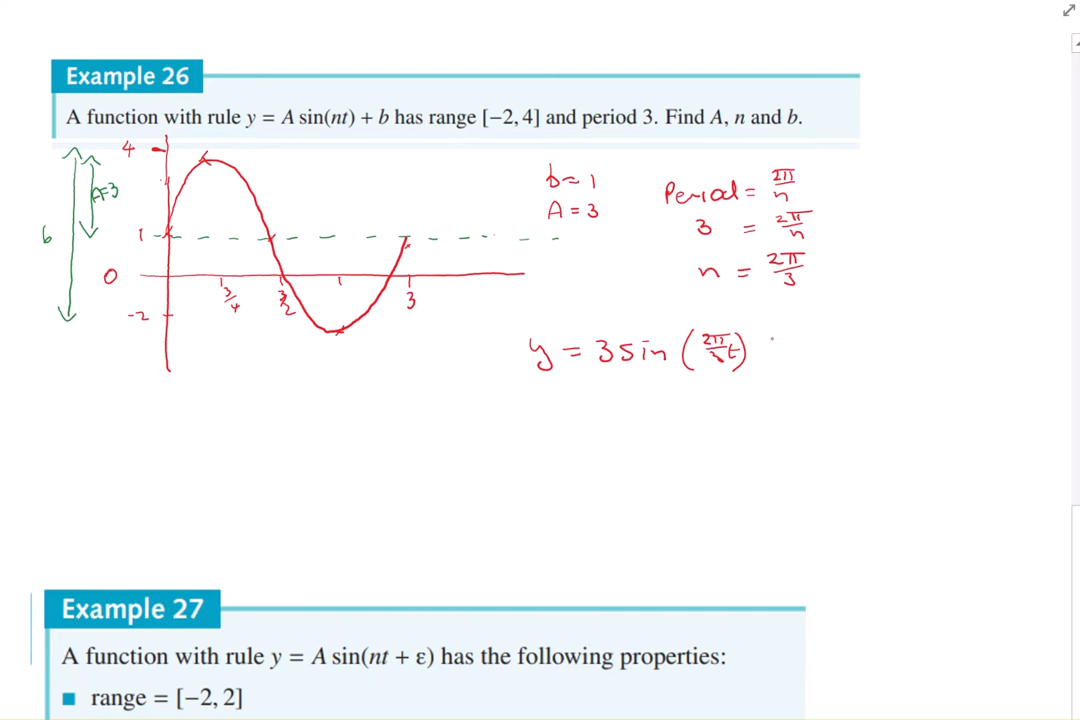 Example 26
A function with rule y = A sin(nt) + b has range [−2, 4] and period 3. Find A, n and b.
4
A=3
6
1
0
-2
3/4
3/2
3
b = 1
A = 3
Period = 2π/n
3 = 2π/n
n = 2π/3
y = 3 sin (2π/3 t)
Example 27
A function with rule y = A sin(nt + ε) has the following properties:
■ range = [−2, 2]